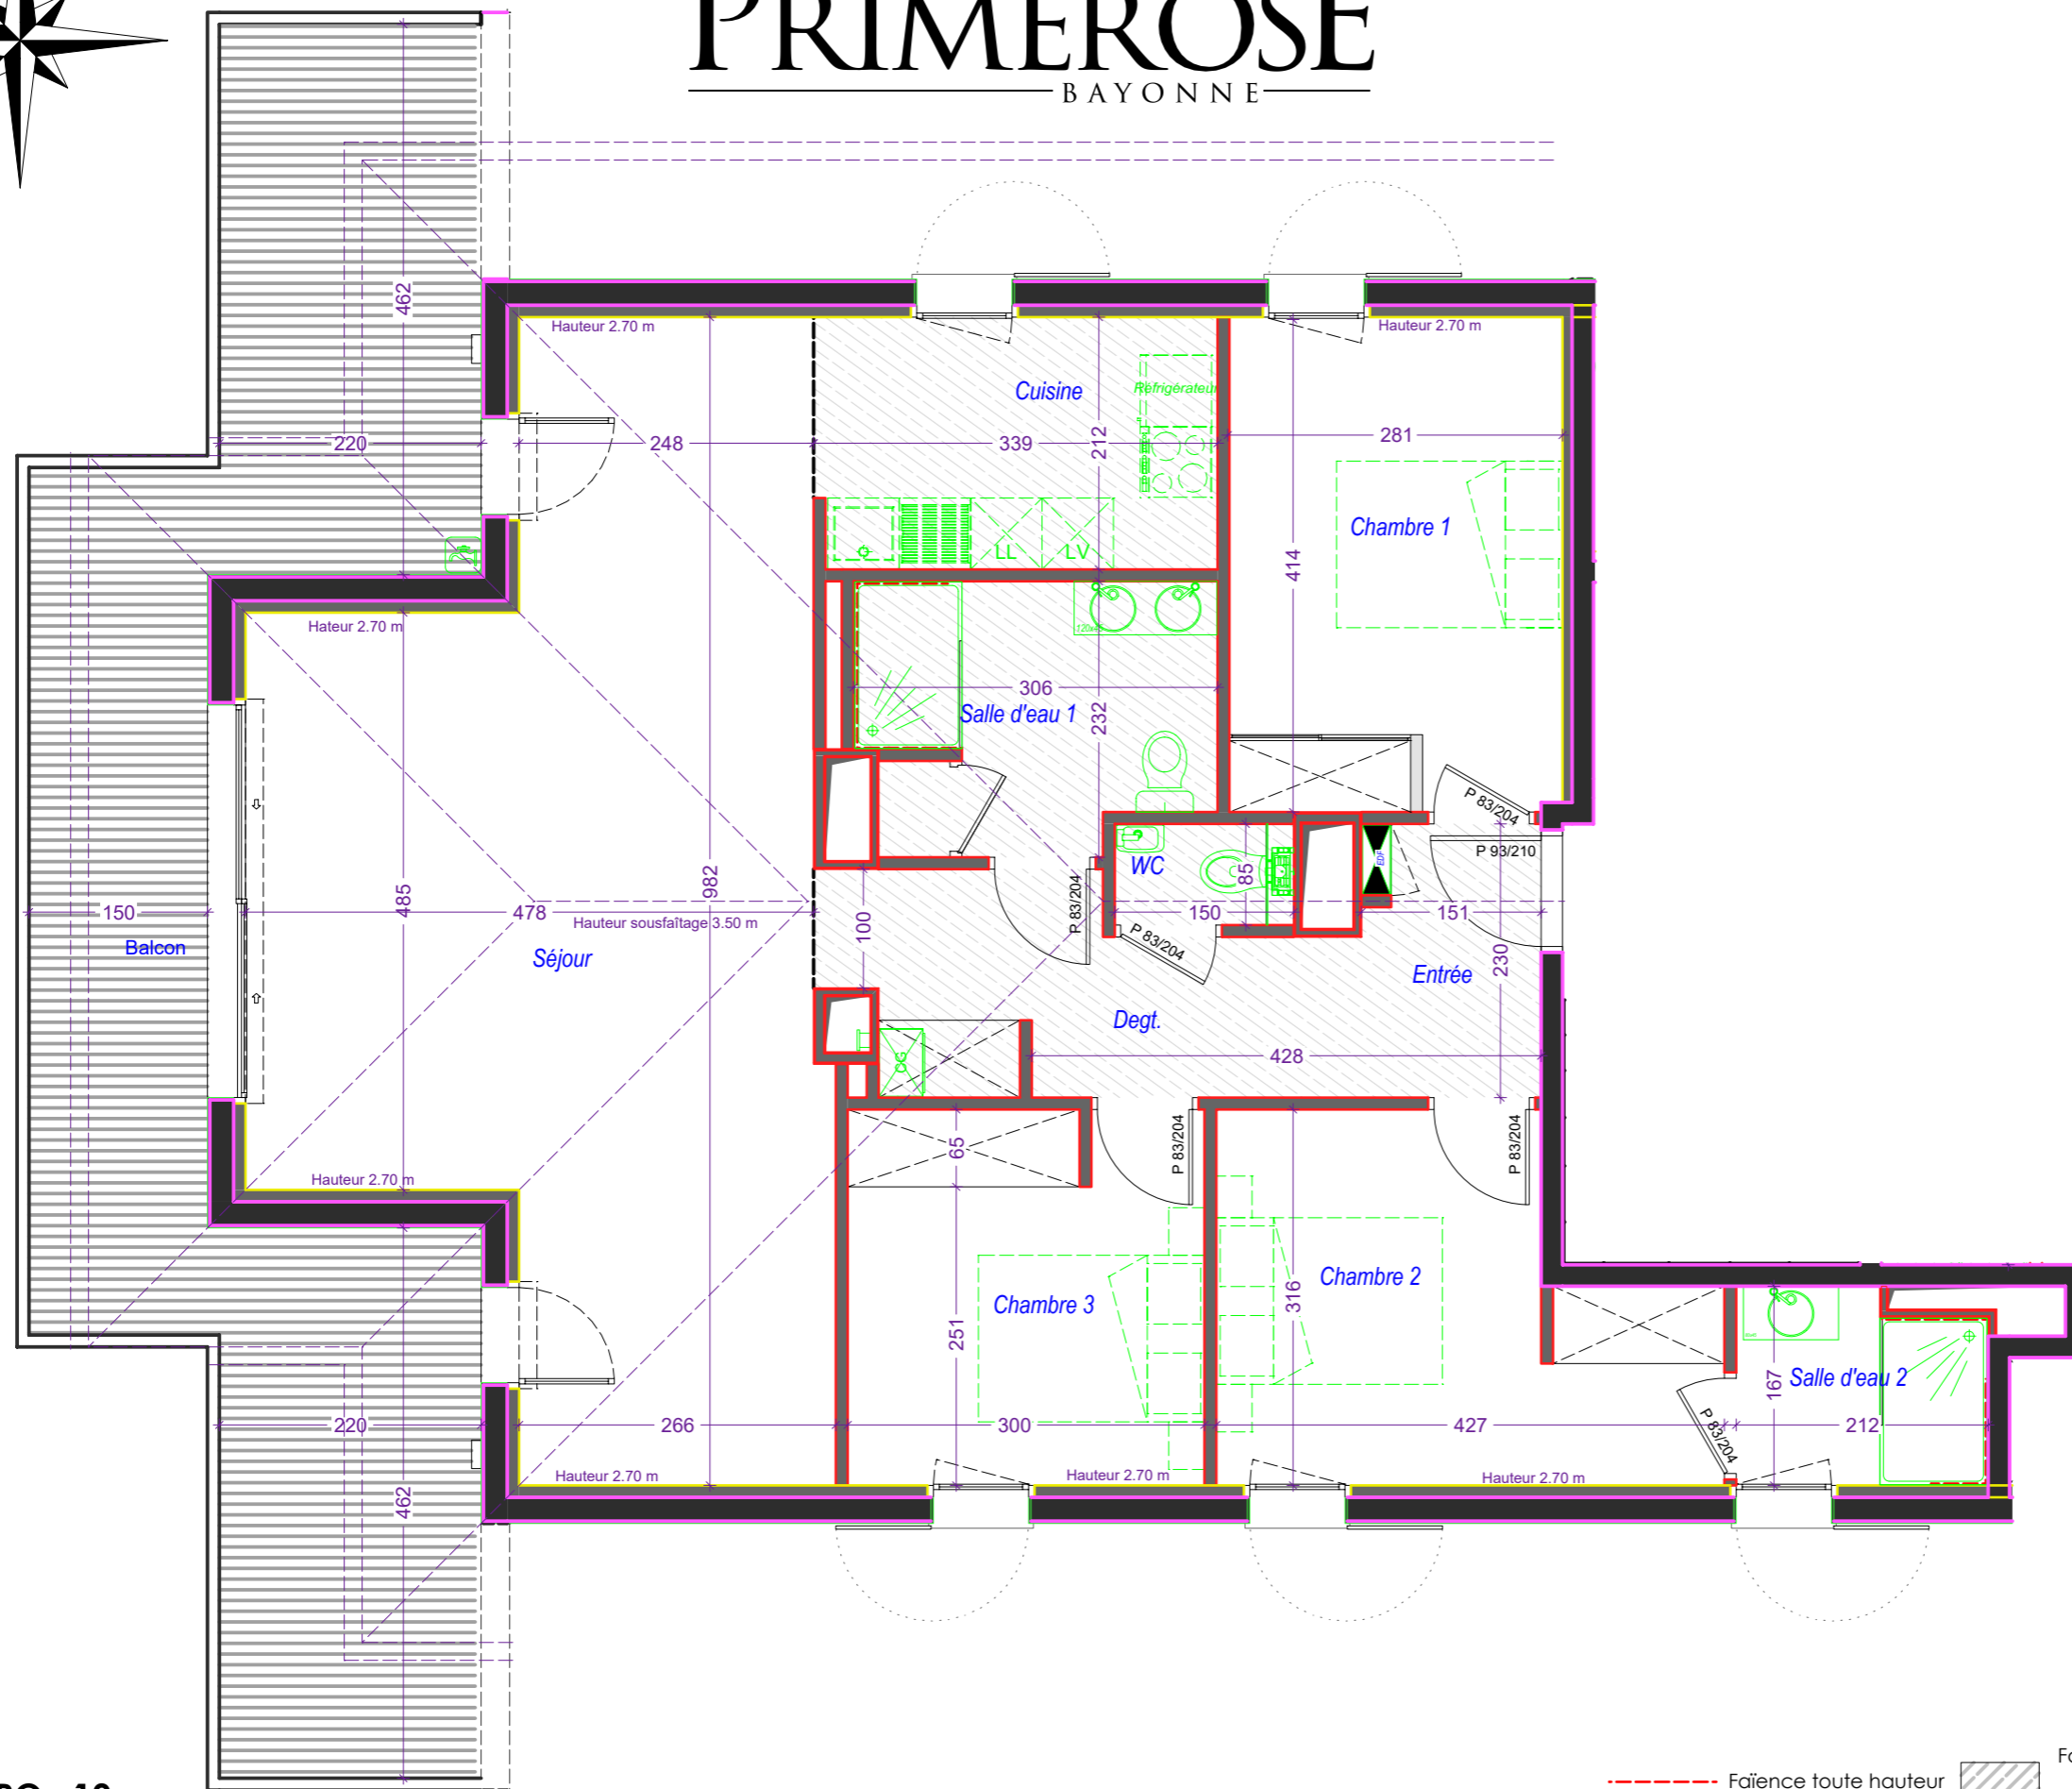 PRIMEROSE
BAYONNE
462
Hauteur 2.70 m
Hauteur 2.70 m
Cuisine
Réfrigérateur
220
248
339
212
281
Chambre 1
LL
LV
414
Hateur 2.70 m
120x45
306
Salle d'eau 1
232
P 83/204
P 93/210
WC
85
EDF
982
485
P 83/204
150
478
100
150
151
Hauteur sousfaîtage 3.50 m
P 83/204
Balcon
Séjour
Entrée
230
Degt.
CG
428
65
P 83/204
P 83/204
Hauteur 2.70 m
Chambre 3
Chambre 2
316
251
Salle d'eau 2
167
220
266
300
427
P 83/204
212
Hauteur 2.70 m
Hauteur 2.70 m
Hauteur 2.70 m
462
Faïence toute hauteur